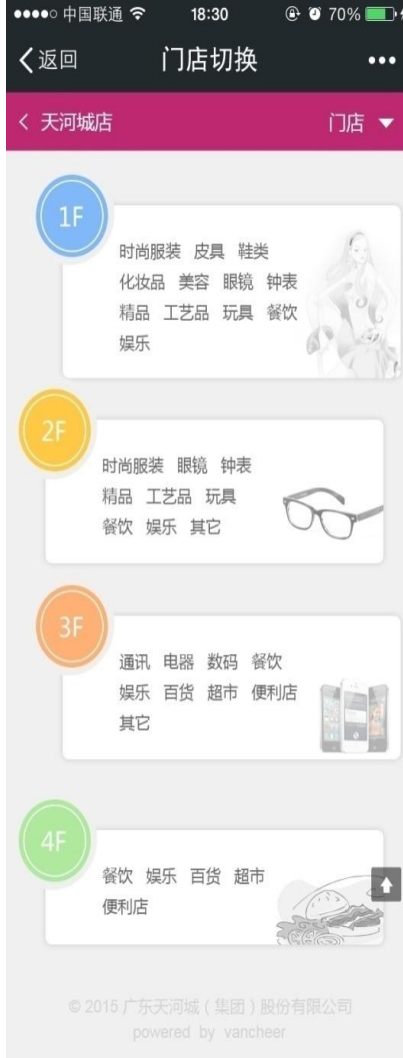 中国联通 18:30 70%
返回 门店切换
天河城店 门店
1F
时尚服装 皮具 鞋类
化妆品 美容 眼镜 钟表
精品 工艺品 玩具 餐饮
娱乐
2F
时尚服装 眼镜 钟表
精品 工艺品 玩具
餐饮 娱乐 其它
3F
通讯 电器 数码 餐饮
娱乐 百货 超市 便利店
其它
4F
餐饮 娱乐 百货 超市
便利店
© 2015 广东天河城（集团）股份有限公司
powered by vancheer